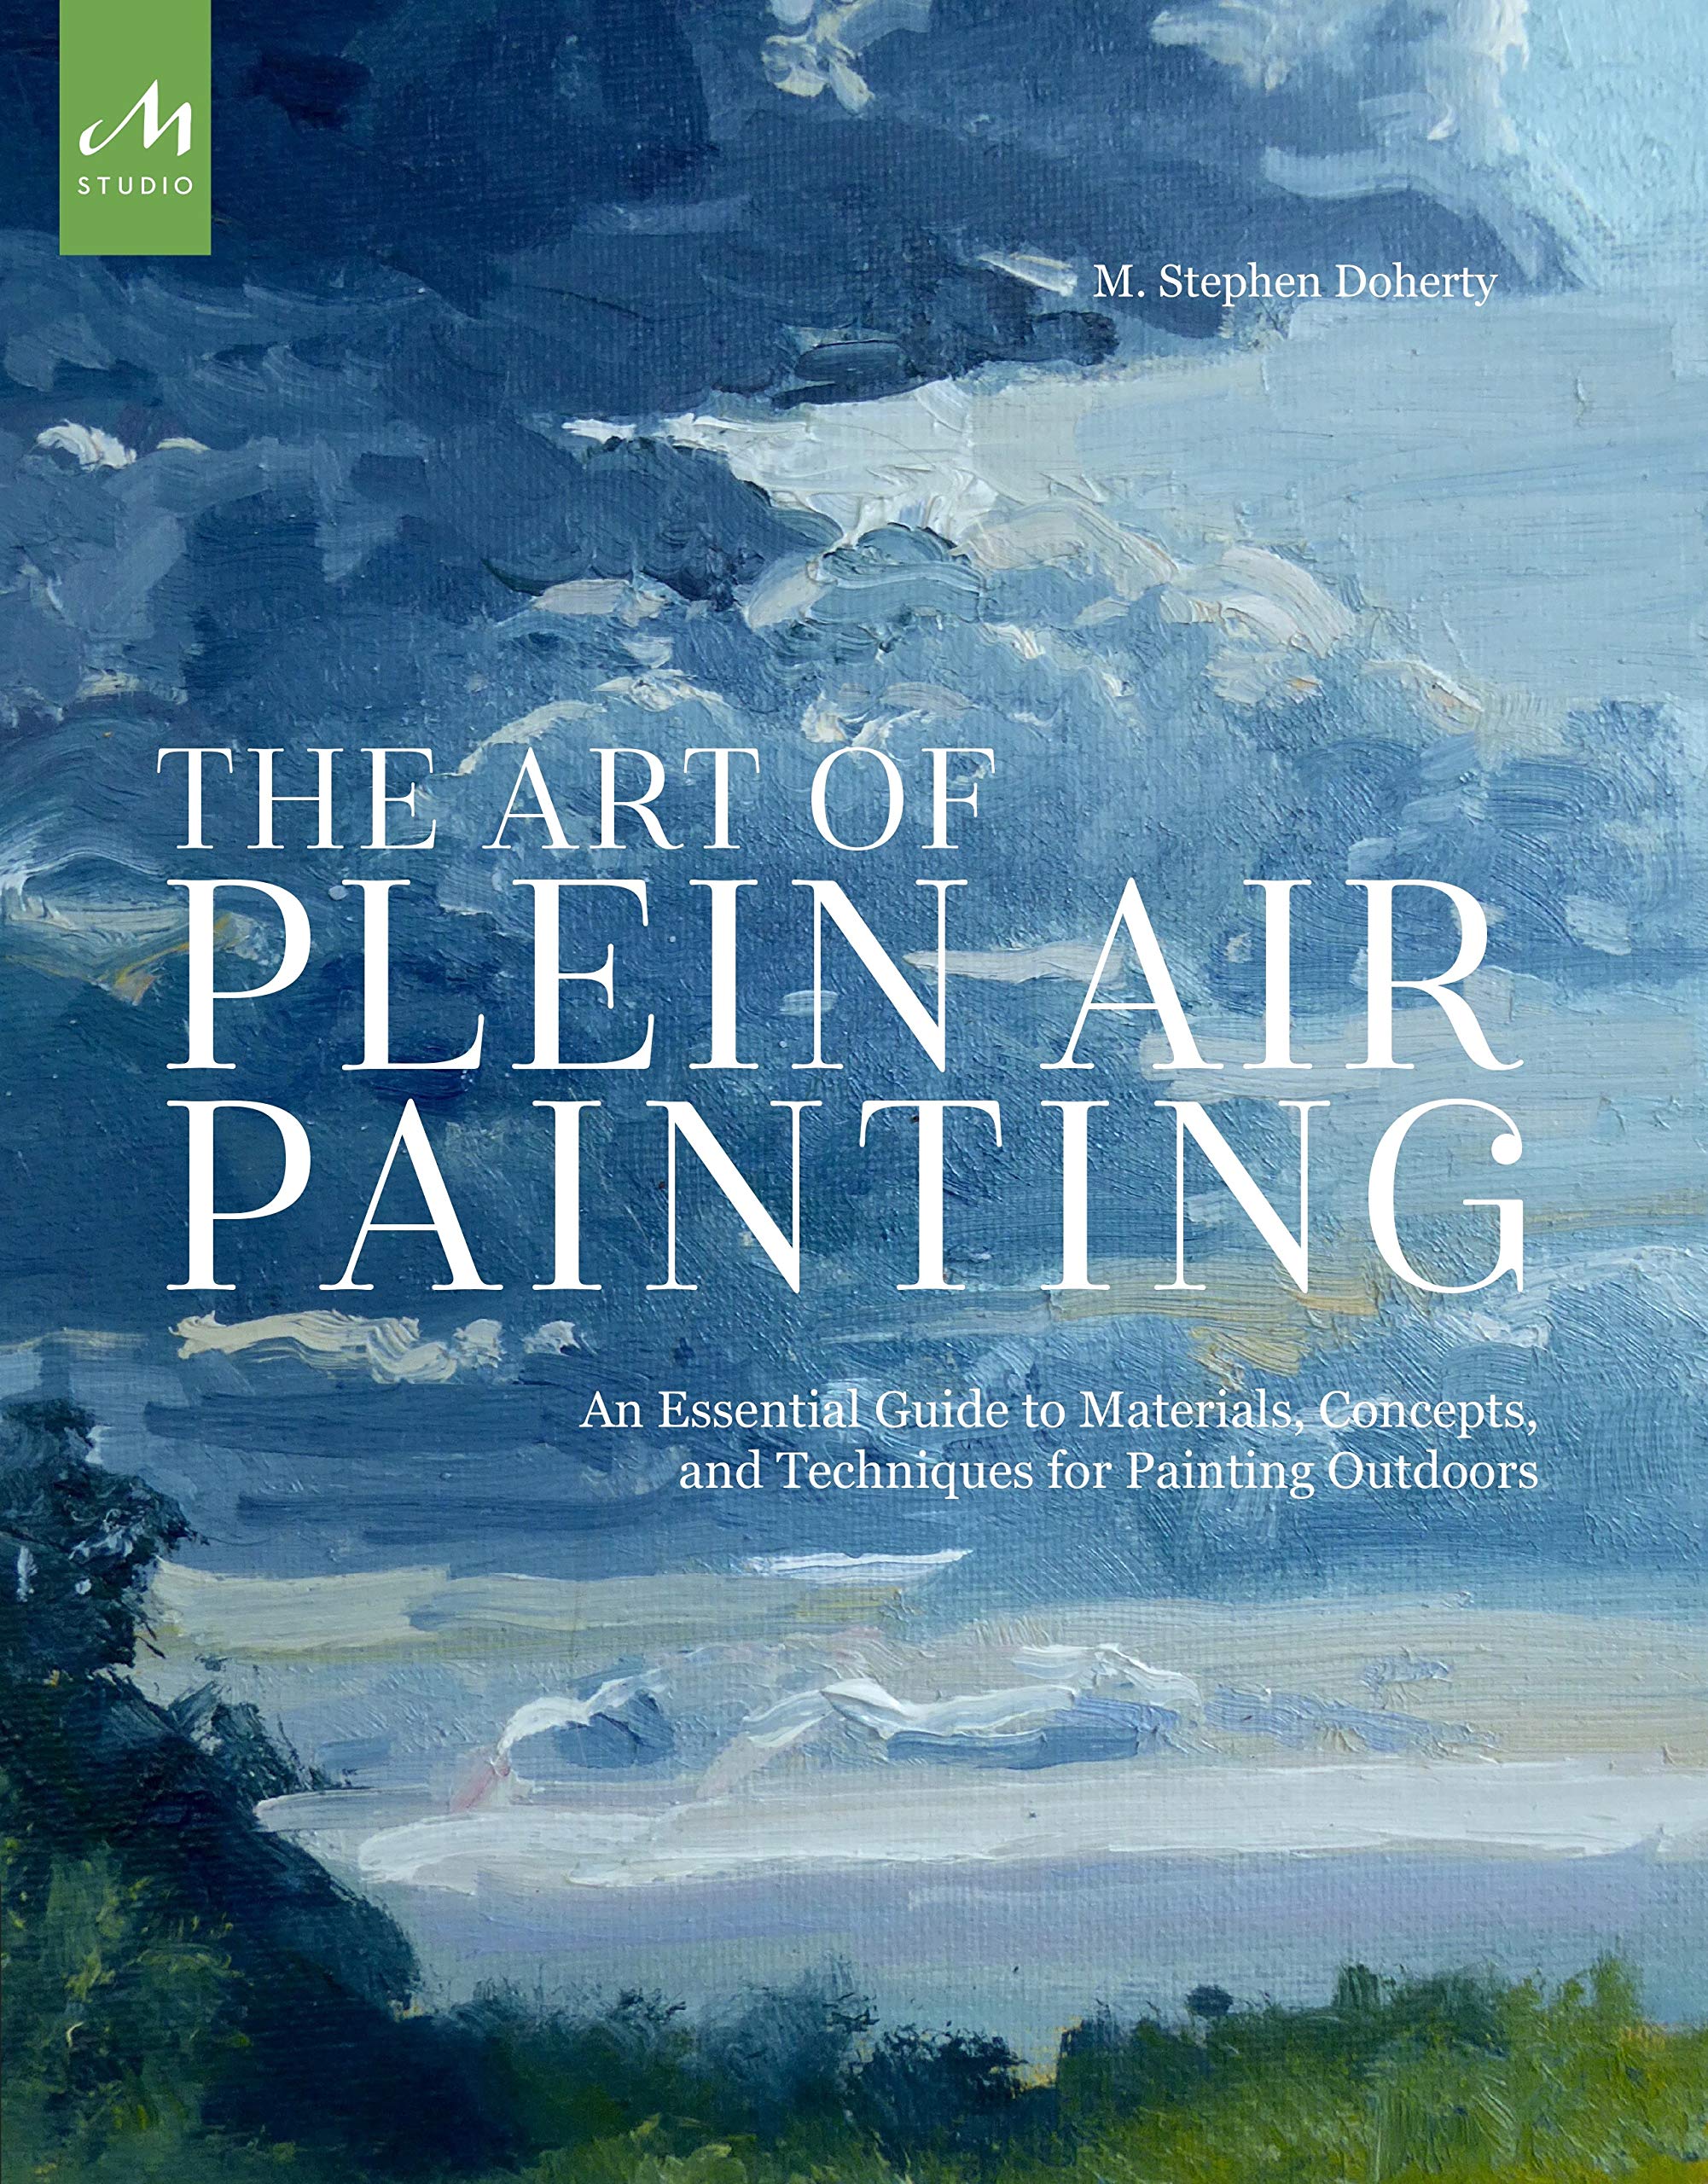 M
STUDIO
M. Stephen Doherty
THE ART OF
PLEIN AIR
PAINTING
An Essential Guide to Materials, Concepts,
and Techniques for Painting Outdoors